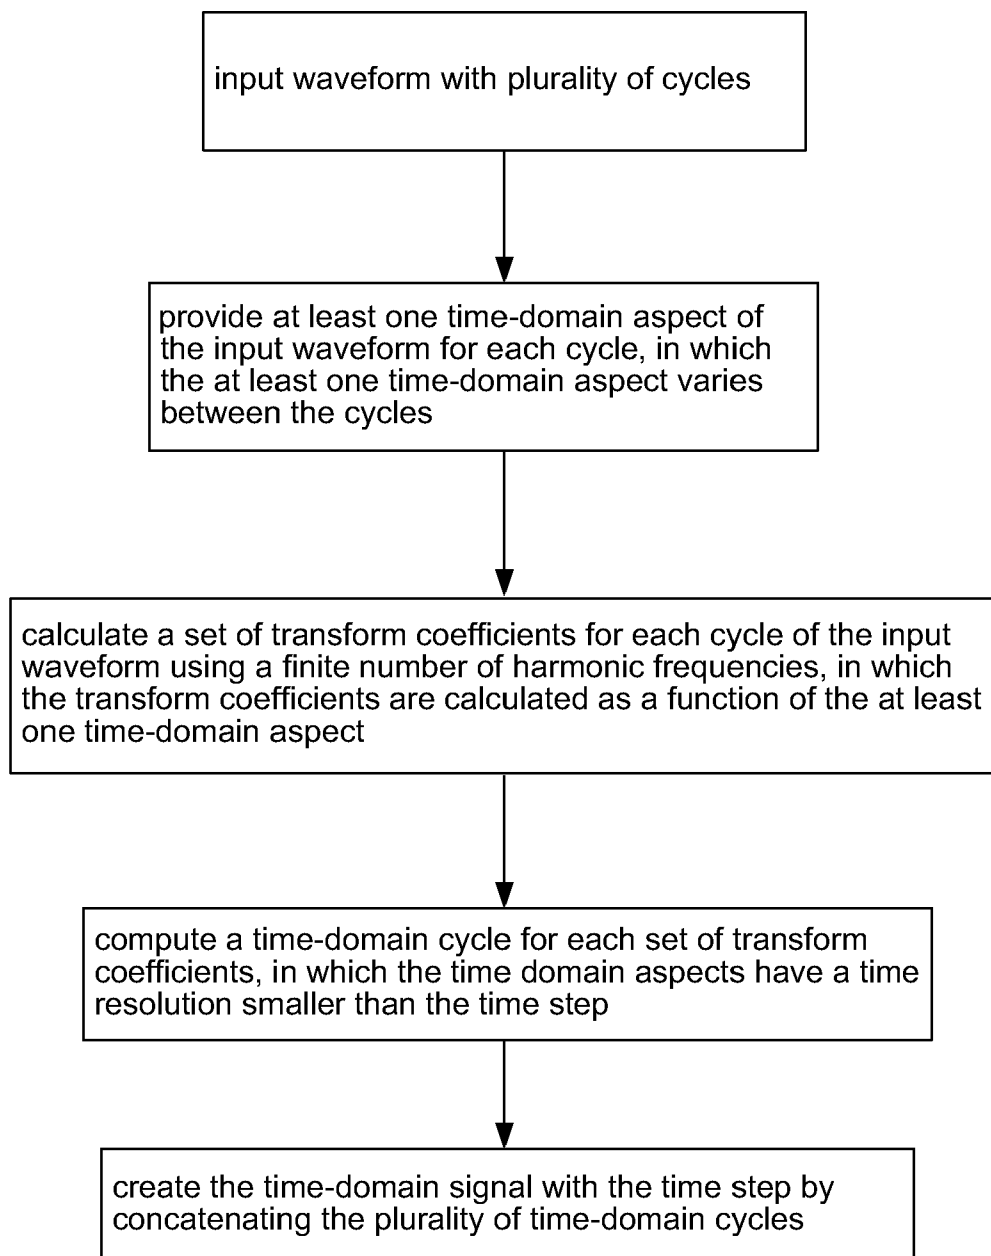 input waveform with plurality of cycles
provide at least one time-domain aspect of
the input waveform for each cycle, in which
the at least one time-domain aspect varies
between the cycles
calculate a set of transform coefficients for each cycle of the input
waveform using a finite number of harmonic frequencies, in which
the transform coefficients are calculated as a function of the at least
one time-domain aspect
compute a time-domain cycle for each set of transform
coefficients, in which the time domain aspects have a time
resolution smaller than the time step
create the time-domain signal with the time step by
concatenating the plurality of time-domain cycles